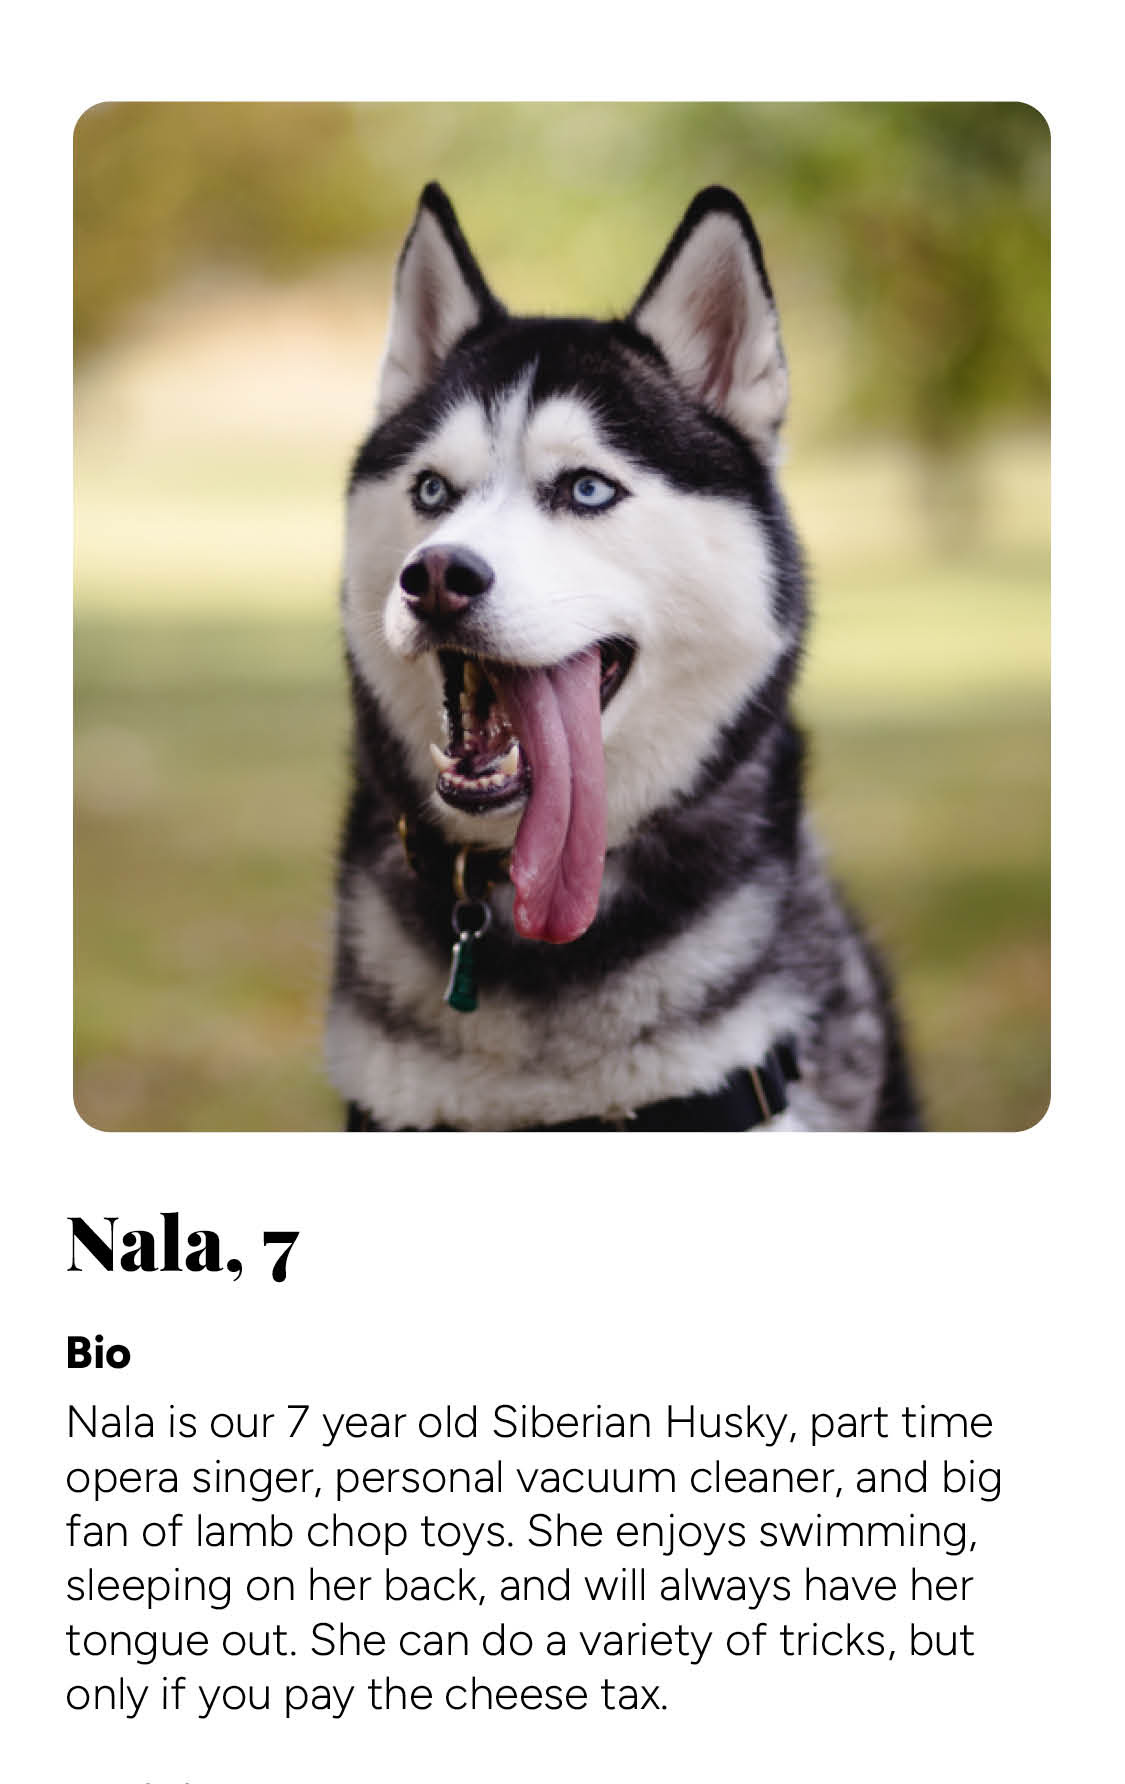 Nala, 7
Bio
Nala is our 7 year old Siberian Husky, part time
opera singer, personal vacuum cleaner, and big
fan of lamb chop toys. She enjoys swimming,
sleeping on her back, and will always have her
tongue out. She can do a variety of tricks, but
only if you pay the cheese tax.